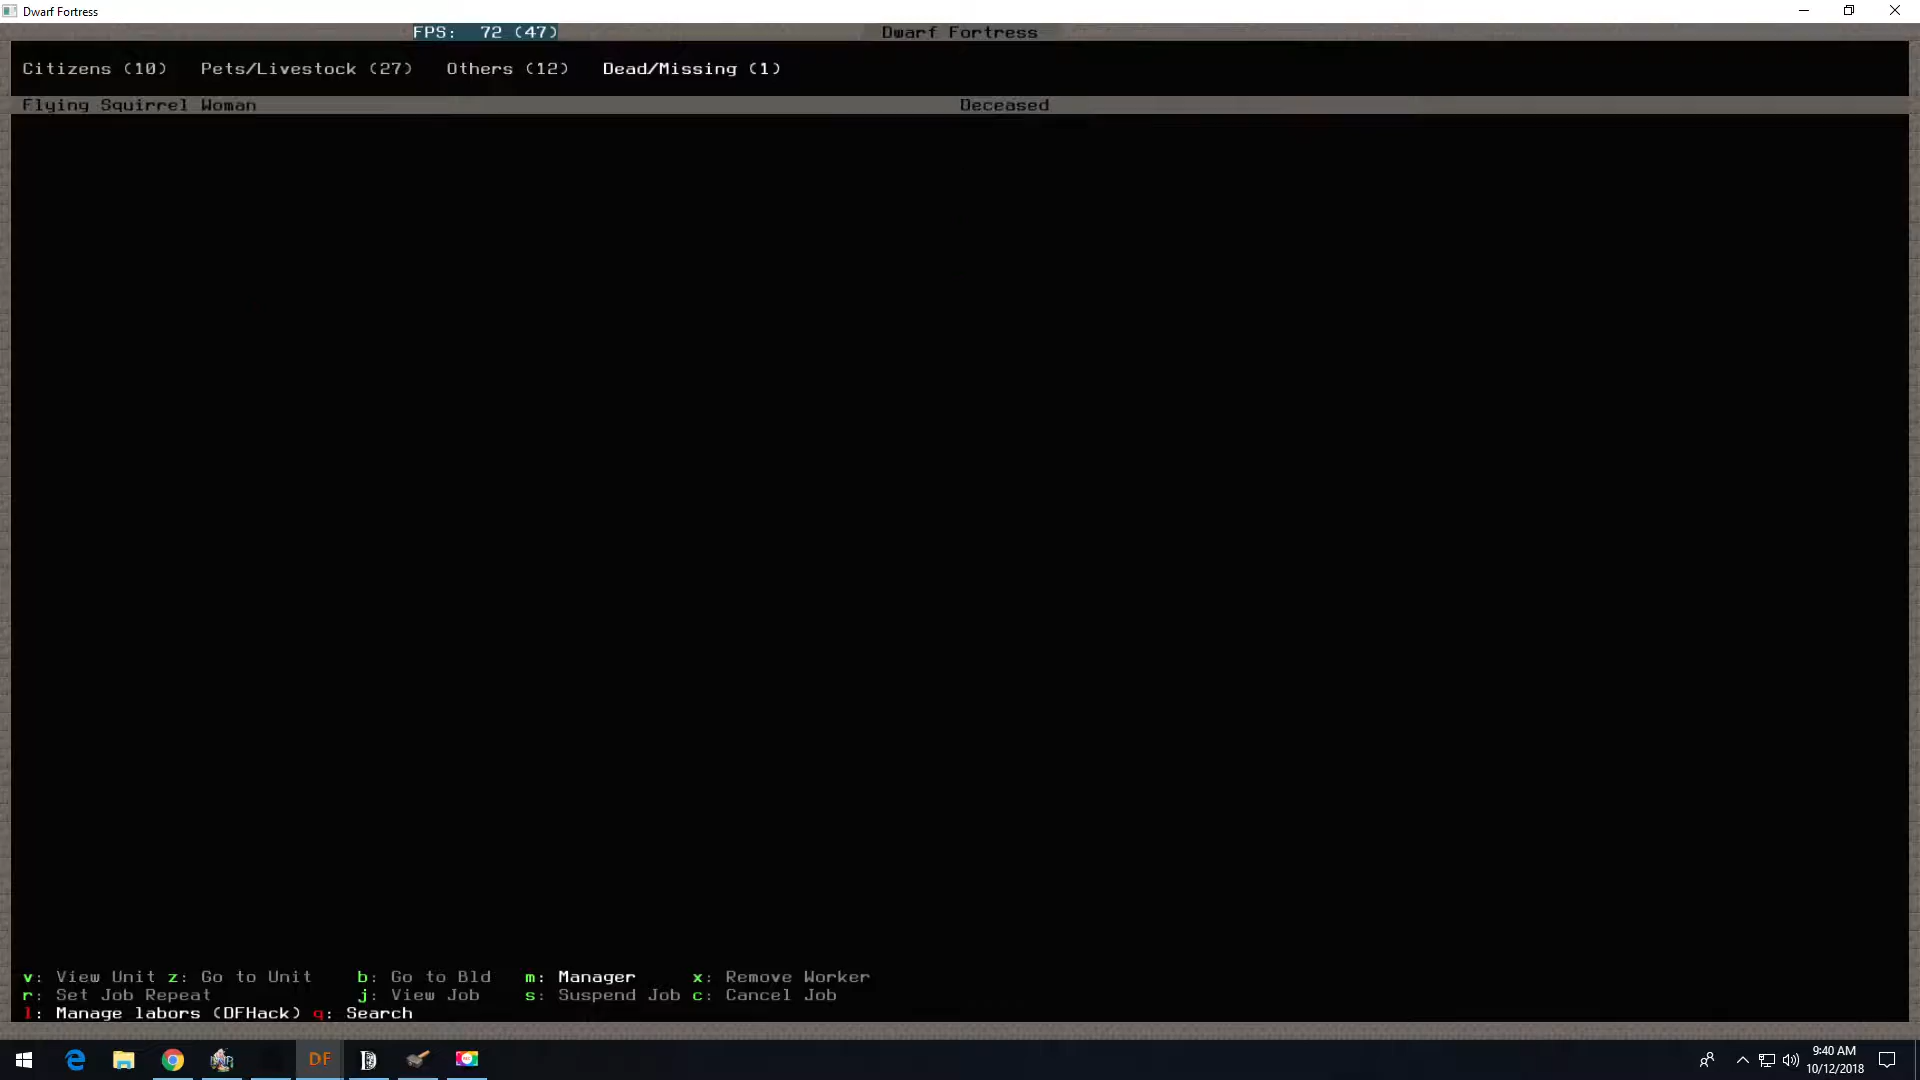 Dwarf Fortress
FPS: 72 (47) Dwarf Fortress
Citizens (10) Pets/Livestock (27) Others (12) Dead/Missing (1)
Flying Squirrel Woman Deceased
v: View Unit z: Go to Unit b: Go to Bld m: Manager x: Remove Worker
r: Set Job Repeat j: View Job s: Suspend Job c: Cancel Job
l: Manage labors (DFHack) q: Search
DF
9:40 AM
10/12/2018